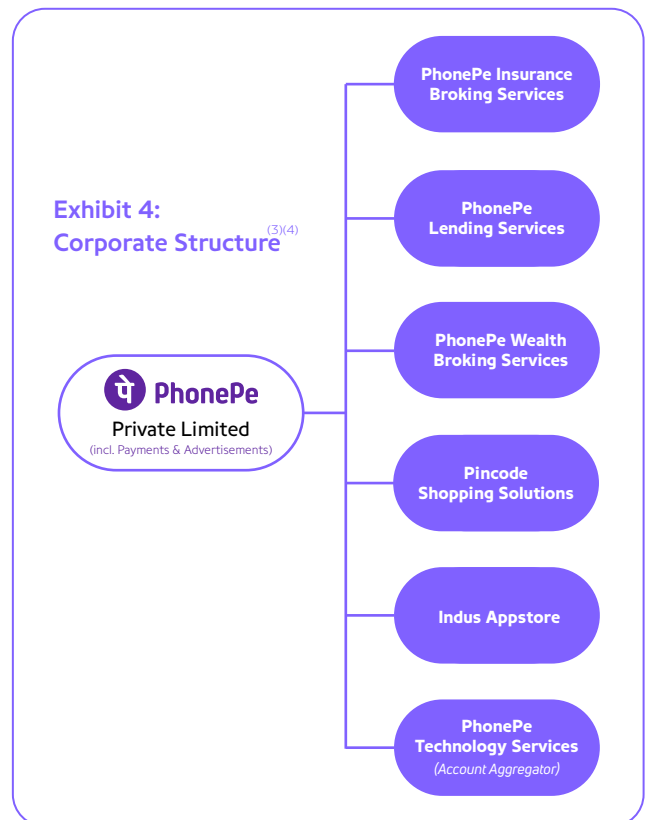 Exhibit 4:
Corporate Structure (3)(4)
पे PhonePe
Private Limited
(incl. Payments & Advertisements)
PhonePe Insurance
Broking Services
PhonePe
Lending Services
PhonePe Wealth
Broking Services
Pincode
Shopping Solutions
Indus Appstore
PhonePe
Technology Services
(Account Aggregator)